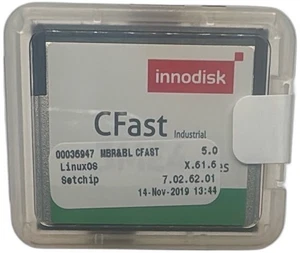 innodisk
CFast Industrial
00036947 MBR&BL CFAST 5.0
LinuxOS X.61.6
Setchip 7.02.62.01
14-Nov-2019 13:44